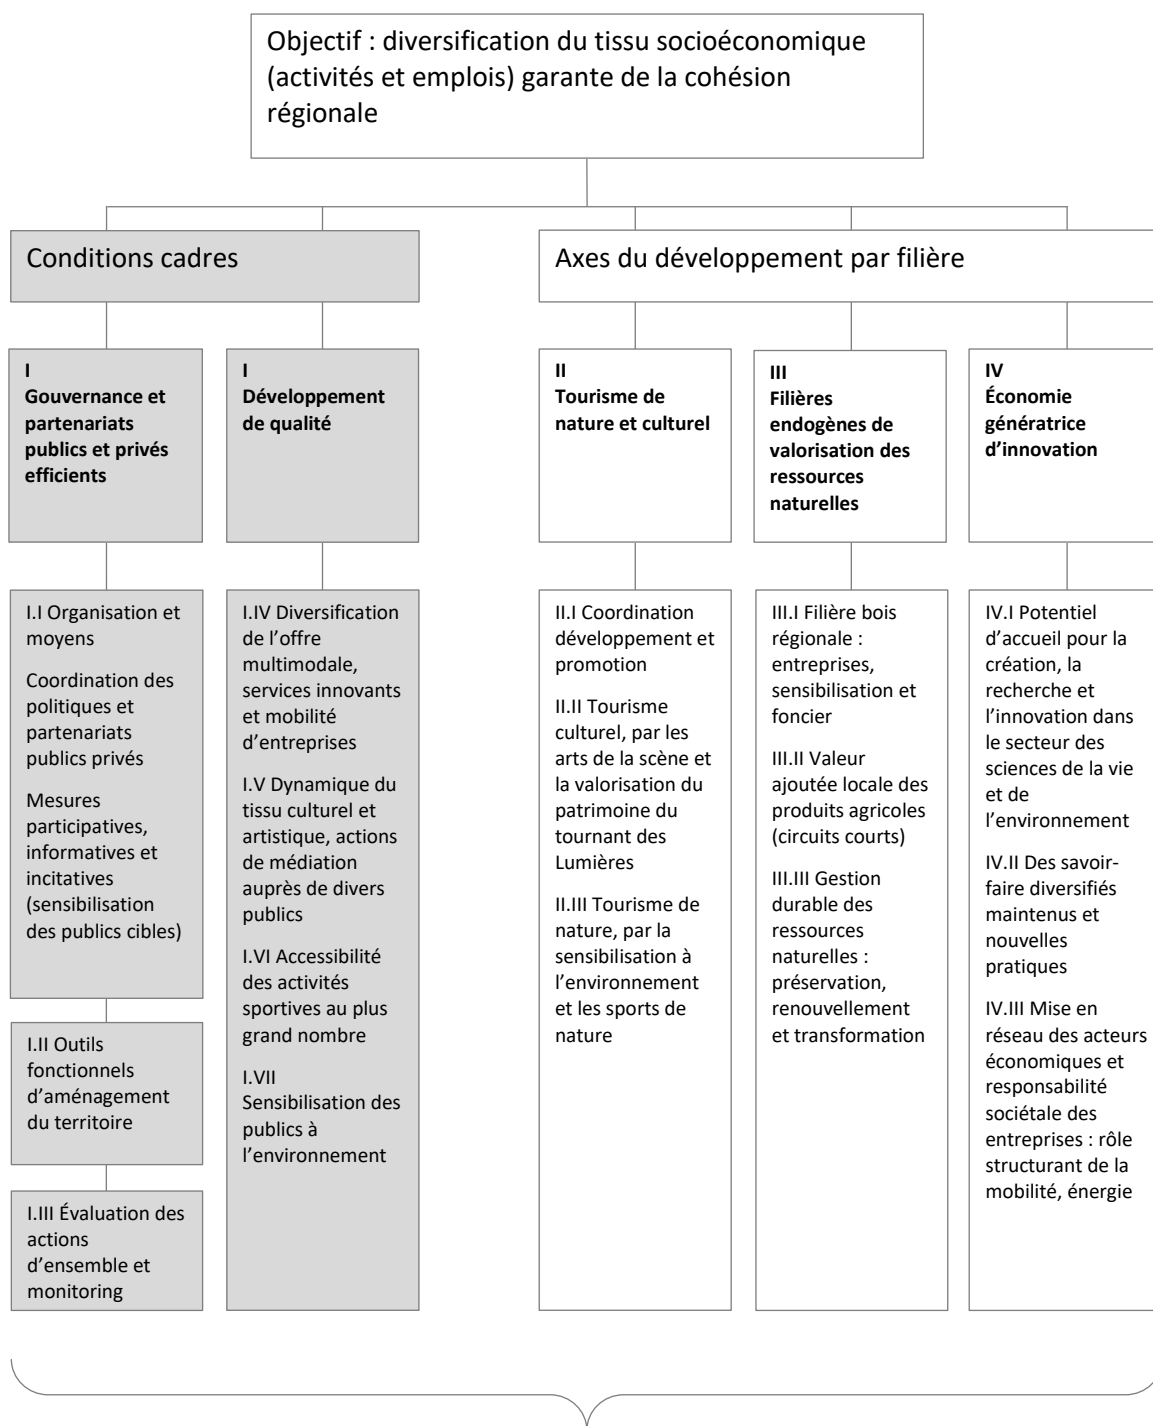 Objectif : diversification du tissu socioéconomique
(activités et emplois) garante de la cohésion
régionale
Conditions cadres
Axes du développement par filière
I
Gouvernance et
partenariats
publics et privés
efficients
I
Développement
de qualité
II
Tourisme de
nature et culturel
III
Filières
endogènes de
valorisation des
ressources
naturelles
IV
Économie
génératrice
d’innovation
I.I Organisation et
moyens
Coordination des
politiques et
partenariats
publics privés
Mesures
participatives,
informatives et
incitatives
(sensibilisation
des publics cibles)
I.II Outils
fonctionnels
d’aménagement
du territoire
I.III Évaluation des
actions
d’ensemble et
monitoring
I.IV Diversification
de l’offre
multimodale,
services innovants
et mobilité
d’entreprises
I.V Dynamique du
tissu culturel et
artistique, actions
de médiation
auprès de divers
publics
I.VI Accessibilité
des activités
sportives au plus
grand nombre
I.VII
Sensibilisation des
publics à
l’environnement
II.I Coordination
développement et
promotion
II.II Tourisme
culturel, par les
arts de la scène et
la valorisation du
patrimoine du
tournant des
Lumières
II.III Tourisme de
nature, par la
sensibilisation à
l’environnement
et les sports de
nature
III.I Filière bois
régionale :
entreprises,
sensibilisation et
foncier
III.II Valeur
ajoutée locale des
produits agricoles
(circuits courts)
III.III Gestion
durable des
ressources
naturelles :
préservation,
renouvellement
et transformation
IV.I Potentiel
d’accueil pour la
création, la
recherche et
l’innovation dans
le secteur des
sciences de la vie
et de
l’environnement
IV.II Des savoir-
faire diversifiés
maintenus et
nouvelles
pratiques
IV.III Mise en
réseau des acteurs
économiques et
responsabilité
sociétale des
entreprises : rôle
structurant de la
mobilité, énergie